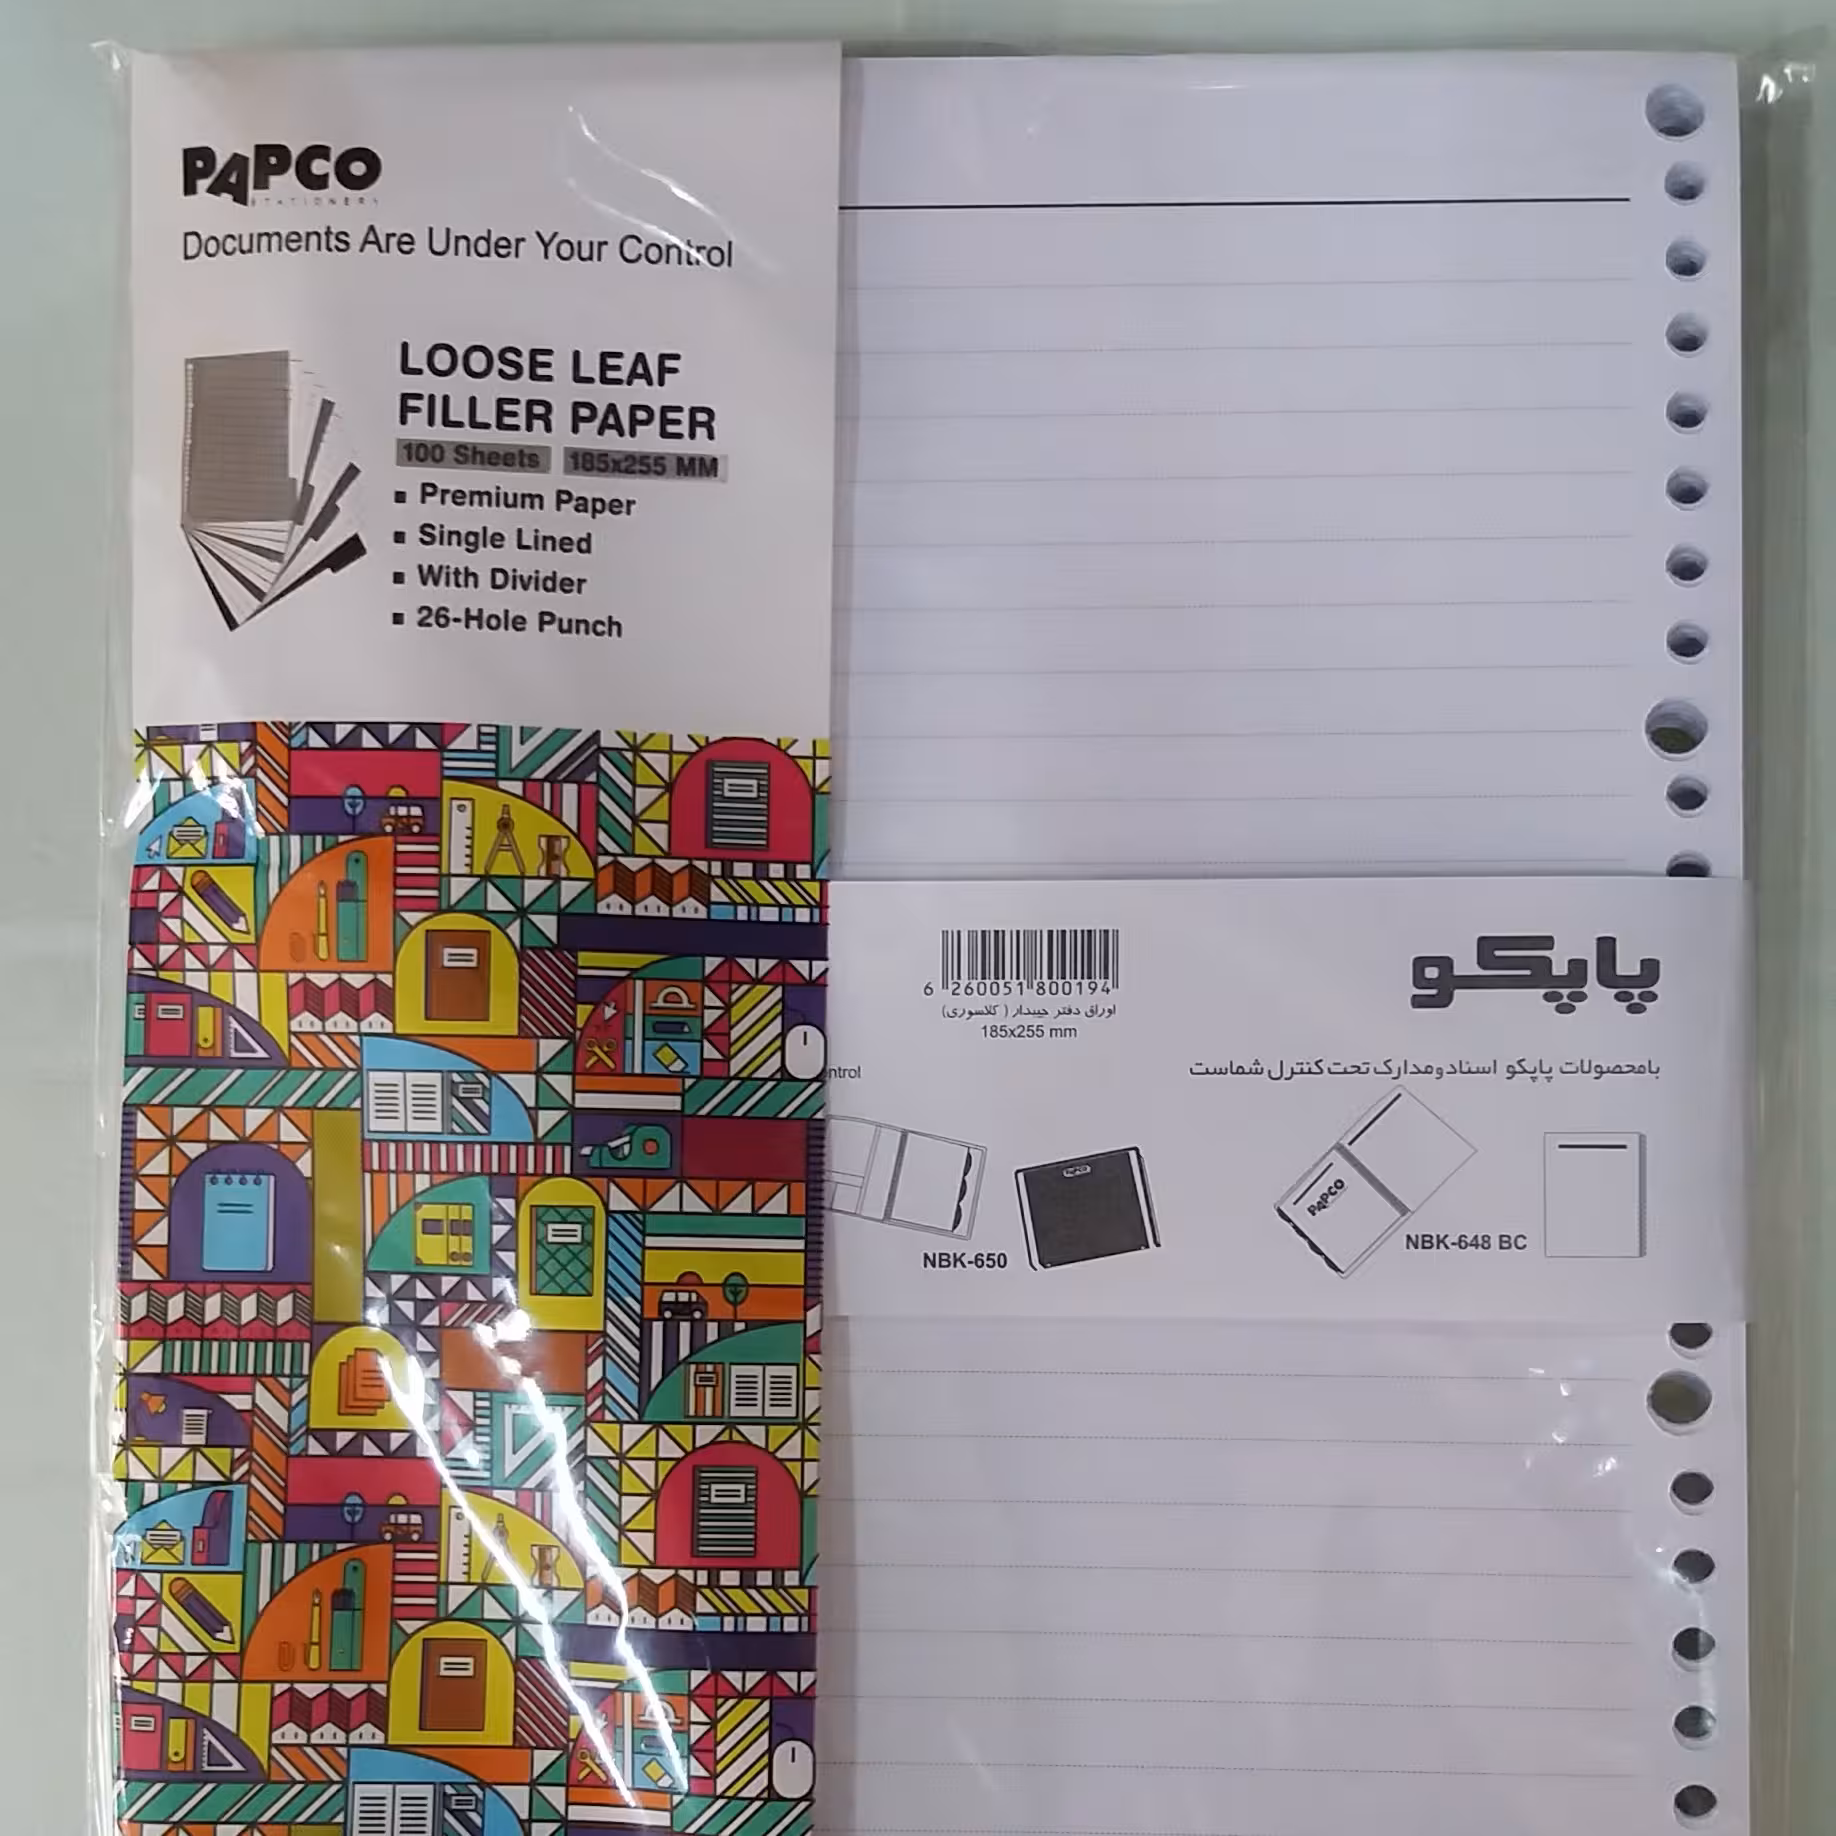 PAPCO
STATIONERY
Documents Are Under Your Control
LOOSE LEAF
FILLER PAPER
100 Sheets 185x255 MM
▪ Premium Paper
▪ Single Lined
▪ With Divider
▪ 26-Hole Punch
6 260051 800194
اوراق دفتر جیبدار ( کلاسوری)
185x255 mm
پاپکو
بامحصولات پاپکو اسناد و مدارک تحت کنترل شماست
ntrol
PAPCO
NBK-650
PAPCO
NBK-648 BC